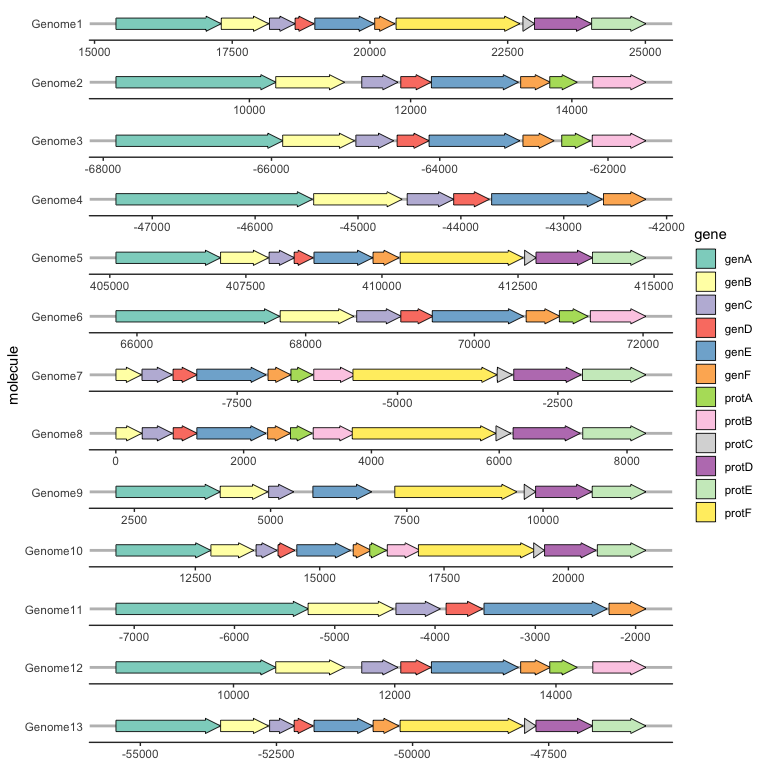 Genome1
15000 17500 20000 22500 25000
Genome2
10000 12000 14000
Genome3
-68000 -66000 -64000 -62000
Genome4
-47000 -46000 -45000 -44000 -43000 -42000
Genome5
405000 407500 410000 412500 415000
Genome6
66000 68000 70000 72000
Genome7
-7500 -5000 -2500
Genome8
0 2000 4000 6000 8000
Genome9
2500 5000 7500 10000
Genome10
12500 15000 17500 20000
Genome11
-7000 -6000 -5000 -4000 -3000 -2000
Genome12
10000 12000 14000
Genome13
-55000 -52500 -50000 -47500
molecule
gene
genA
genB
genC
genD
genE
genF
protA
protB
protC
protD
protE
protF